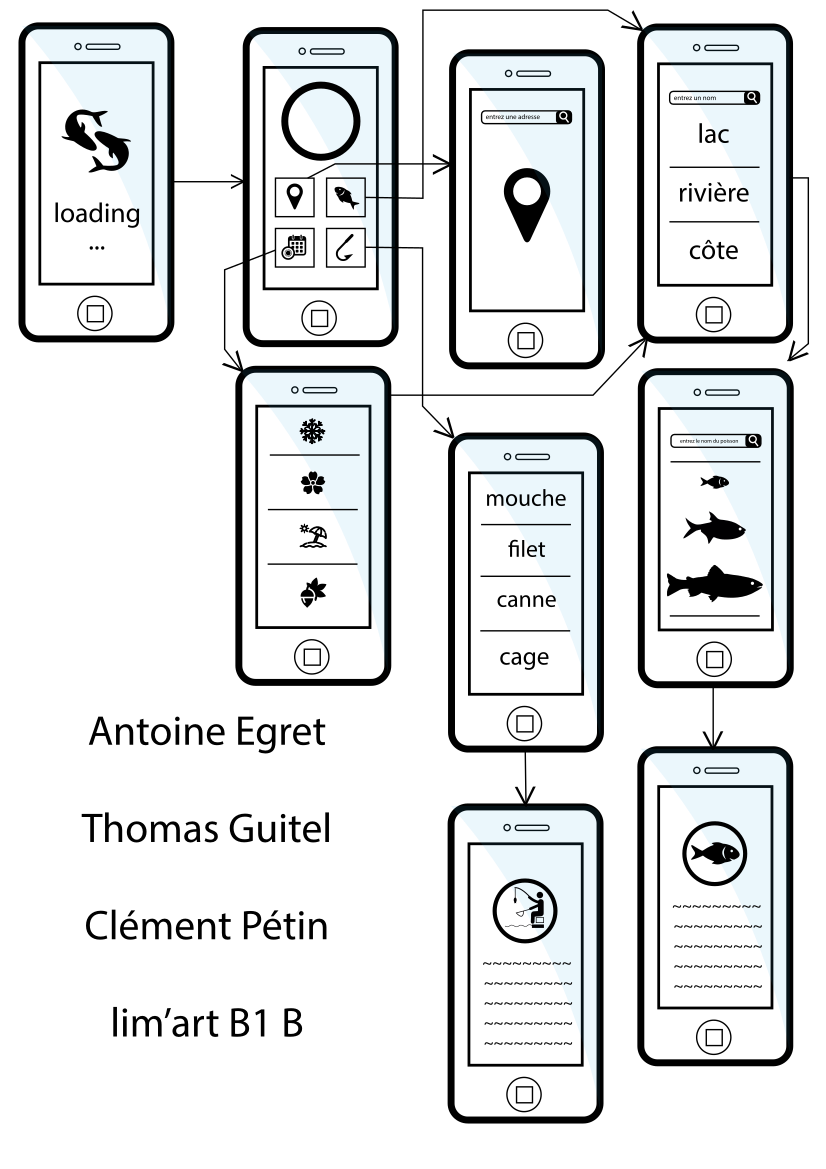 loading
...
entrez une adresse
entrez un nom
lac
rivière
côte
mouche
filet
canne
cage
entrez le nom du poisson
Antoine Egret
Thomas Guitel
Clément Pétin
lim'art B1 B
~~~~~~~~~
~~~~~~~~~
~~~~~~~~~
~~~~~~~~~
~~~~~~~~~
~~~~~~~~~
~~~~~~~~~
~~~~~~~~~
~~~~~~~~~
~~~~~~~~~